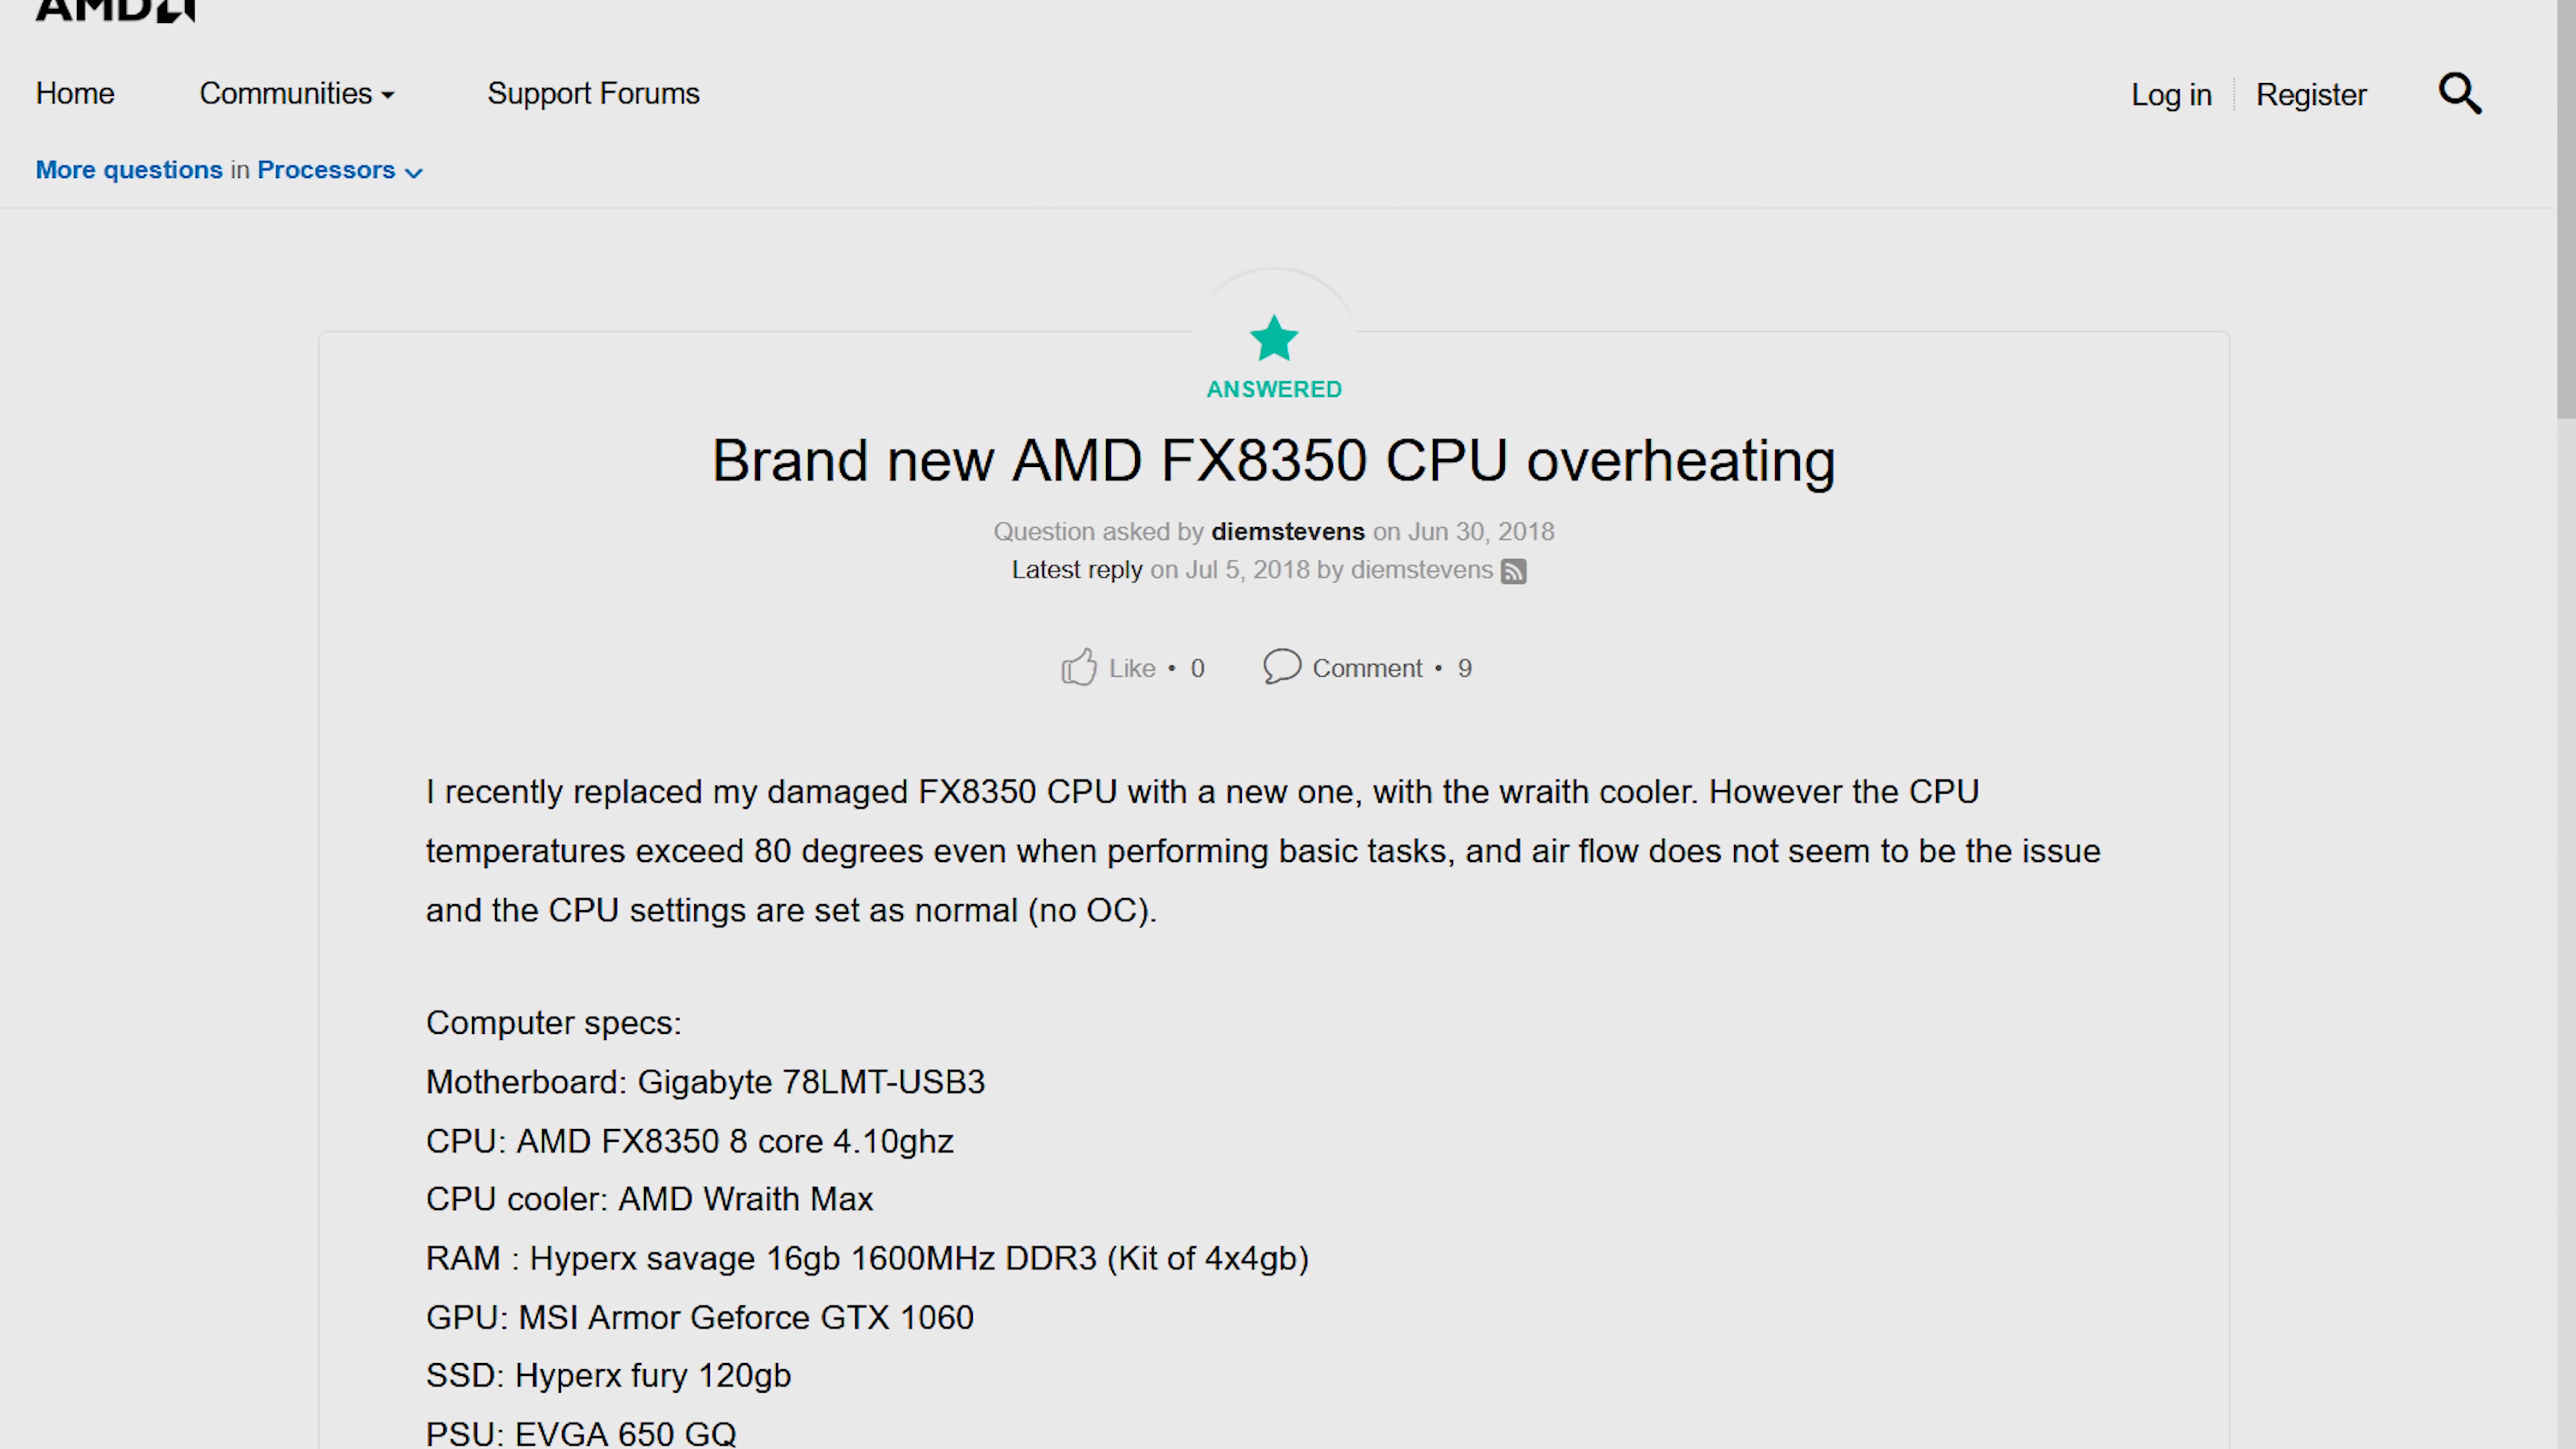 AMD
Home Communities Support Forums Log in Register
More questions in Processors
ANSWERED
Brand new AMD FX8350 CPU overheating
Question asked by diemstevens on Jun 30, 2018
Latest reply on Jul 5, 2018 by diemstevens
Like • 0 Comment • 9
I recently replaced my damaged FX8350 CPU with a new one, with the wraith cooler. However the CPU
temperatures exceed 80 degrees even when performing basic tasks, and air flow does not seem to be the issue
and the CPU settings are set as normal (no OC).
Computer specs:
Motherboard: Gigabyte 78LMT-USB3
CPU: AMD FX8350 8 core 4.10ghz
CPU cooler: AMD Wraith Max
RAM : Hyperx savage 16gb 1600MHz DDR3 (Kit of 4x4gb)
GPU: MSI Armor Geforce GTX 1060
SSD: Hyperx fury 120gb
PSU: EVGA 650 GQ